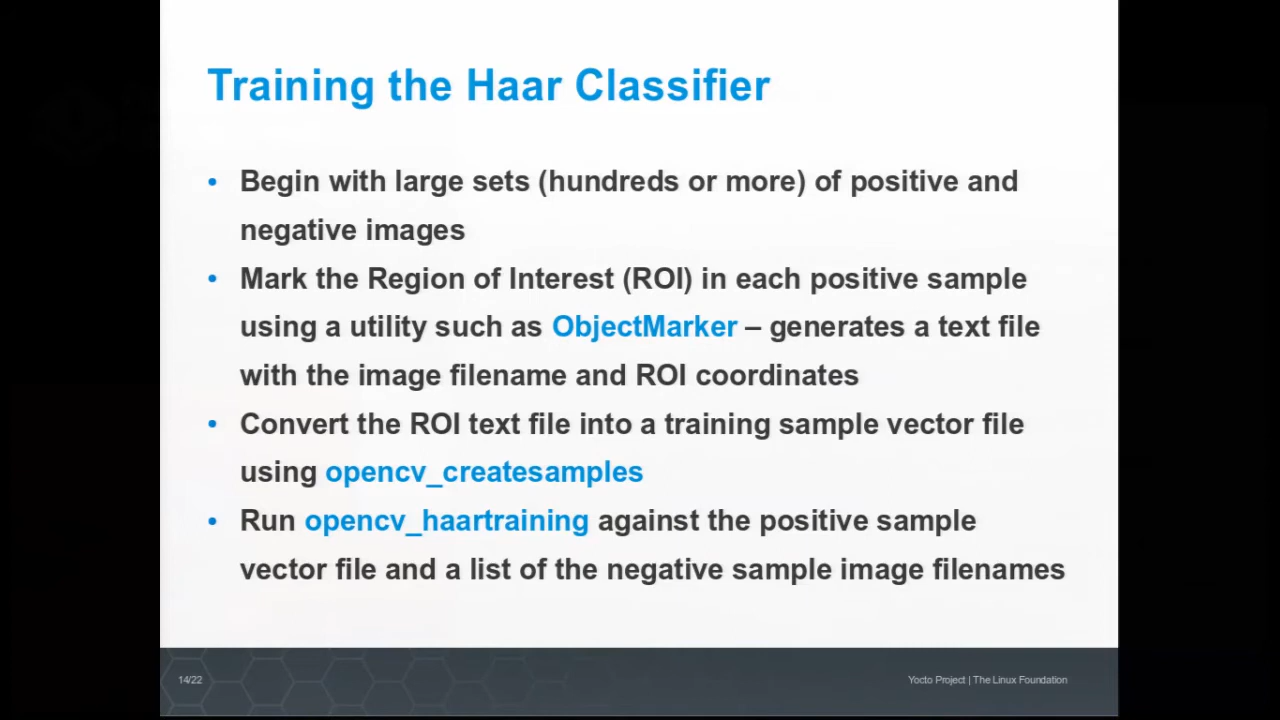 Training the Haar Classifier
• Begin with large sets (hundreds or more) of positive and
negative images
• Mark the Region of Interest (ROI) in each positive sample
using a utility such as ObjectMarker – generates a text file
with the image filename and ROI coordinates
• Convert the ROI text file into a training sample vector file
using opencv_createsamples
• Run opencv_haartraining against the positive sample
vector file and a list of the negative sample image filenames
14/22
Yocto Project | The Linux Foundation